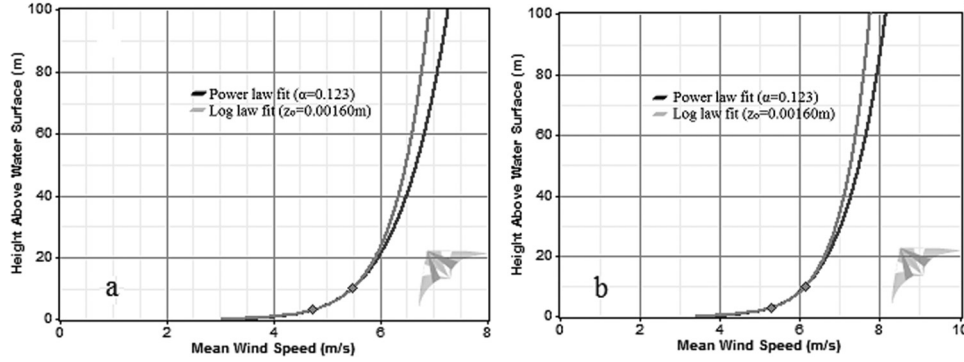 100
80
60
40
20
0
Height Above Water Surface (m)
Power law fit (α=0.123)
Log law fit (z₀=0.00160m)
a
0 2 4 6 8
Mean Wind Speed (m/s)
100
80
60
40
20
0
Height Above Water Surface (m)
Power law fit (α=0.123)
Log law fit (z₀=0.00160m)
b
0 2 4 6 8 10
Mean Wind Speed (m/s)